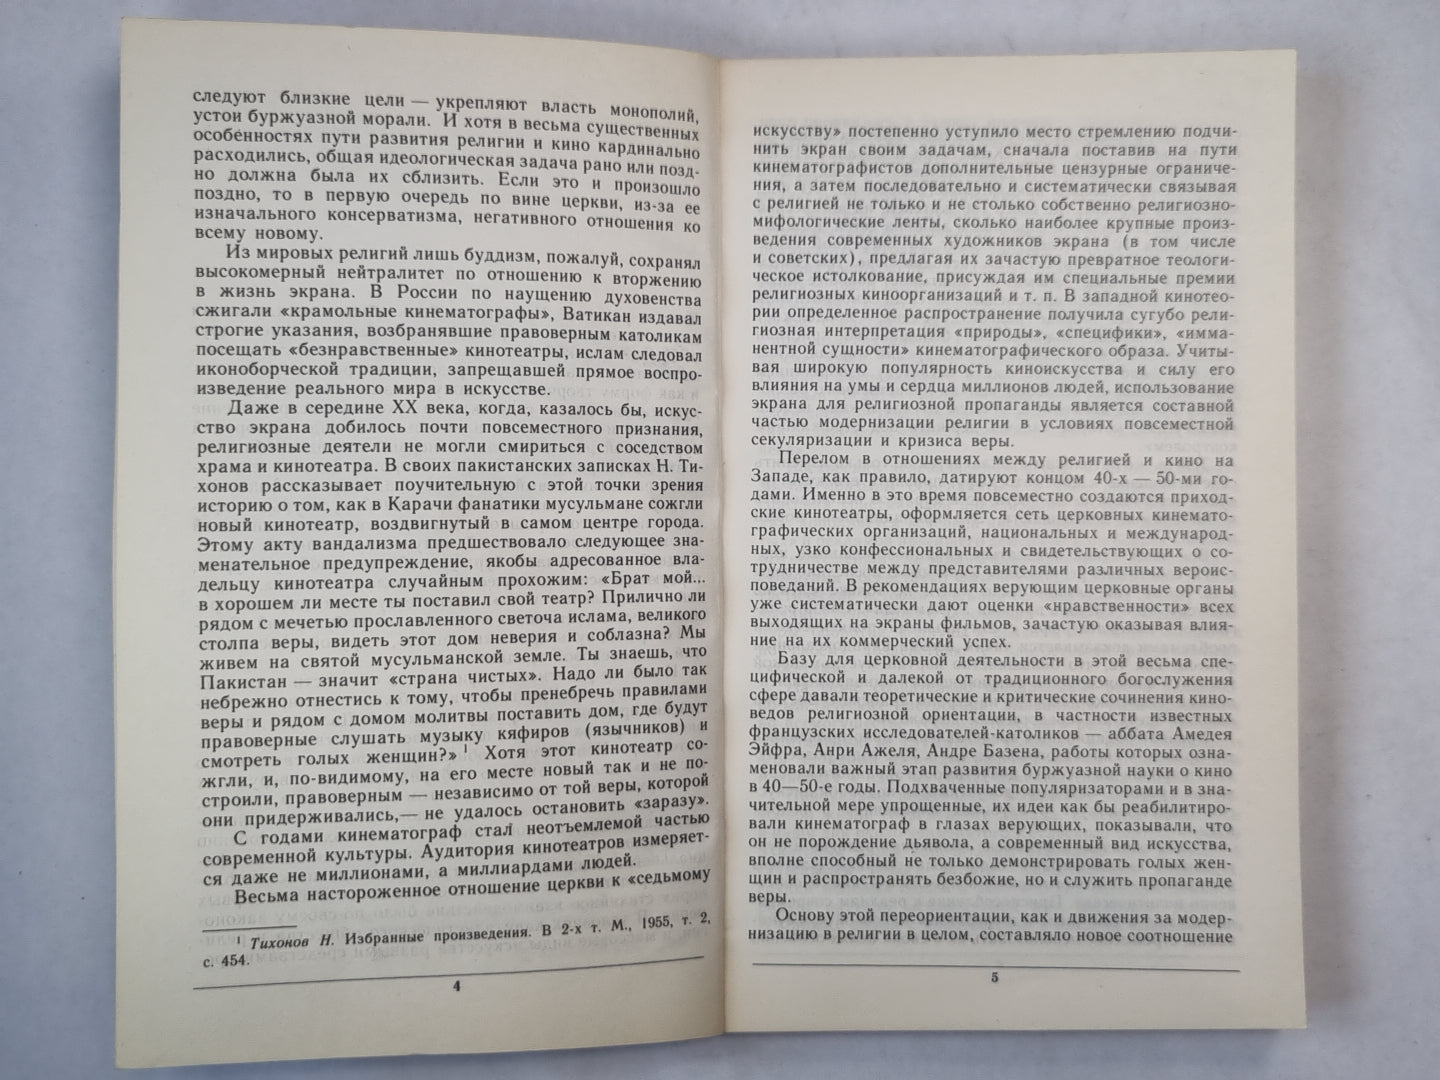 следуют близкие цели — укрепляют власть монополий,
устои буржуазной морали. И хотя в весьма существенных
особенностях пути развития религии и кино кардинально
расходились, общая идеологическая задача рано или позд-
но должна была их сблизить. Если это и произошло
поздно, то в первую очередь по вине церкви, из-за ее
изначального консерватизма, негативного отношения ко
всему новому.
Из мировых религий лишь буддизм, пожалуй, сохранял
высокомерный нейтралитет по отношению к вторжению
в жизнь экрана. В России по наущению духовенства
сжигали «крамольные кинематографы», Ватикан издавал
строгие указания, возбранявшие правоверным католикам
посещать «безнравственные» кинотеатры, ислам следовал
иконоборческой традиции, запрещавшей прямое воспро-
изведение реального мира в искусстве.
Даже в середине XX века, когда, казалось бы, искус-
ство экрана добилось почти повсеместного признания,
религиозные деятели не могли смириться с соседством
храма и кинотеатра. В своих пакистанских записках Н. Ти-
хонов рассказывает поучительную с этой точки зрения
историю о том, как в Карачи фанатики мусульмане сожгли
новый кинотеатр, воздвигнутый в самом центре города.
Этому акту вандализма предшествовало следующее зна-
менательное предупреждение, якобы адресованное вла-
дельцу кинотеатра случайным прохожим: «Брат мой...
в хорошем ли месте ты поставил свой театр? Прилично ли
рядом с мечетью прославленного светоча ислама, великого
столпа веры, видеть этот дом неверия и соблазна? Мы
живем на святой мусульманской земле. Ты знаешь, что
Пакистан — значит «страна чистых». Надо ли было так
небрежно отнестись к тому, чтобы пренебречь правилами
веры и рядом с домом молитвы поставить дом, где будут
правоверные слушать музыку кяфиров (язычников) и
смотреть голых женщин?» ¹ Хотя этот кинотеатр со-
жгли, и, по-видимому, на его месте новый так и не по-
строили, правоверным — независимо от той веры, которой
они придерживались,— не удалось остановить «заразу».
С годами кинематограф стал неотъемлемой частью
современной культуры. Аудитория кинотеатров измеряет-
ся даже не миллионами, а миллиардами людей.
Весьма настороженное отношение церкви к «седьмому
¹ Тихонов Н. Избранные произведения. В 2-х т. М., 1955, т. 2,
с. 454.
4
искусству» постепенно уступило место стремлению подчи-
нить экран своим задачам, сначала поставив на пути
кинематографистов дополнительные цензурные ограниче-
ния, а затем последовательно и систематически связывая
с религией не только и не столько собственно религиозно-
мифологические ленты, сколько наиболее крупные произ-
ведения современных художников экрана (в том числе
и советских), предлагая их зачастую превратное теологи-
ческое истолкование, присуждая им специальные премии
религиозных киноорганизаций и т. п. В западной кинотео-
рии определенное распространение получила сугубо рели-
гиозная интерпретация «природы», «специфики», «имма-
нентной сущности» кинематографического образа. Учиты-
вая широкую популярность киноискусства и силу его
влияния на умы и сердца миллионов людей, использование
экрана для религиозной пропаганды является составной
частью модернизации религии в условиях повсеместной
секуляризации и кризиса веры.
Перелом в отношениях между религией и кино на
Западе, как правило, датируют концом 40-х — 50-ми го-
дами. Именно в это время повсеместно создаются приход-
ские кинотеатры, оформляется сеть церковных кинемато-
графических организаций, национальных и международ-
ных, узко конфессиональных и свидетельствующих о со-
трудничестве между представителями различных вероис-
поведаний. В рекомендациях верующим церковные органы
уже систематически дают оценки «нравственности» всех
выходящих на экраны фильмов, зачастую оказывая влия-
ние на их коммерческий успех.
Базу для церковной деятельности в этой весьма спе-
цифической и далекой от традиционного богослужения
сфере давали теоретические и критические сочинения кино-
ведов религиозной ориентации, в частности известных
французских исследователей-католиков — аббата Амедея
Эйфра, Анри Ажеля, Андре Базена, работы которых озна-
меновали важный этап развития буржуазной науки о кино
в 40—50-е годы. Подхваченные популяризаторами и в зна-
чительной мере упрощенные, их идеи как бы реабилитиро-
вали кинематограф в глазах верующих, показывали, что
он не порождение дьявола, а современный вид искусства,
вполне способный не только демонстрировать голых жен-
щин и распространять безбожие, но и служить пропаганде
веры.
Основу этой переориентации, как и движения за модер-
низацию в религии в целом, составляло новое соотношение
5